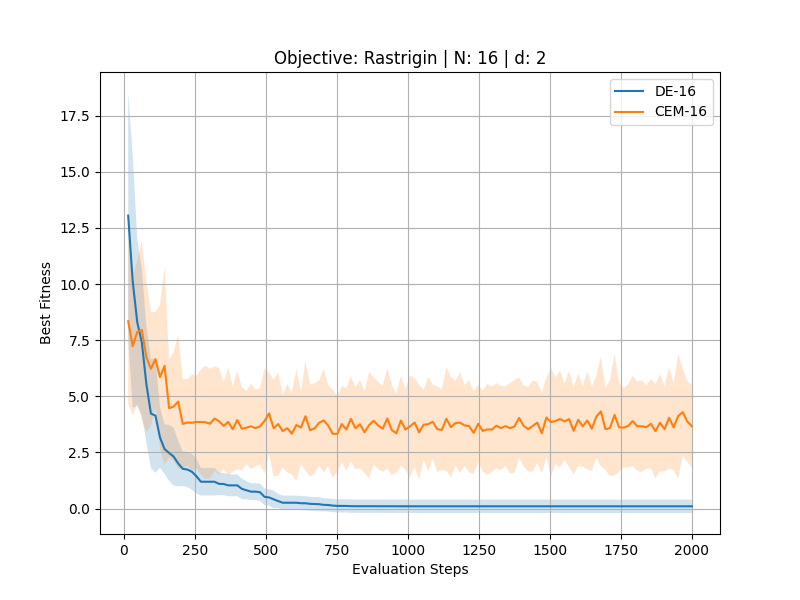 Objective: Rastrigin | N: 16 | d: 2
DE-16
CEM-16
17.5
15.0
12.5
10.0
7.5
5.0
2.5
0.0
Best Fitness
0 250 500 750 1000 1250 1500 1750 2000
Evaluation Steps